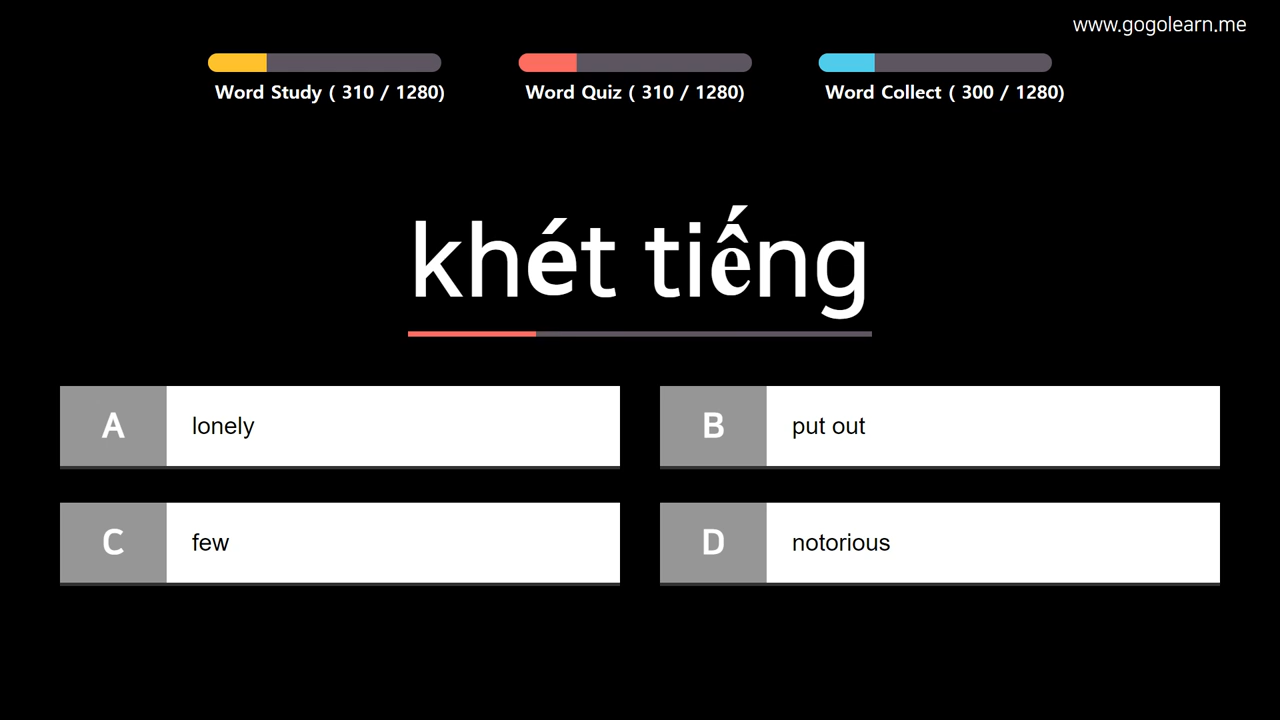 www.gogolearn.me
Word Study ( 310 / 1280)
Word Quiz ( 310 / 1280)
Word Collect ( 300 / 1280)
khét tiếng
A lonely
B put out
C few
D notorious